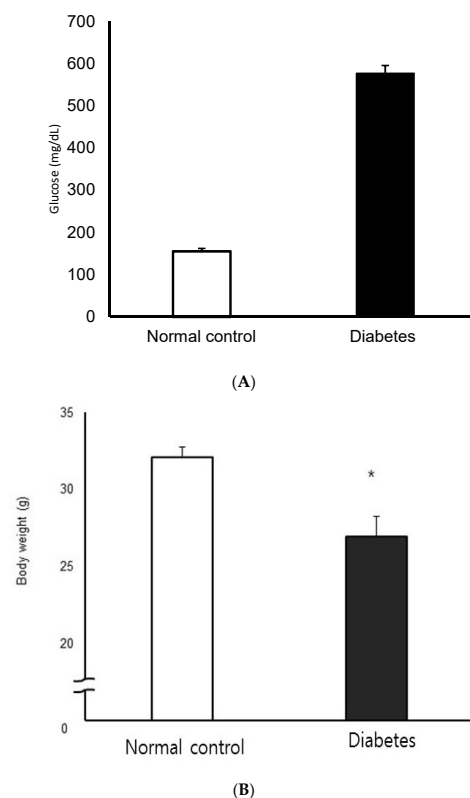 700
600
500
400
300
200
100
0
Glucose (mg/dL)
Normal control Diabetes
(A)
35
30
25
20
0
Body weight (g)
*
Normal control Diabetes
(B)